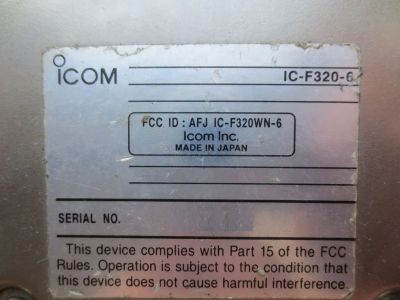 ICOM IC-F320-6
FCC ID : AFJ IC-F320WN-6
Icom Inc.
MADE IN JAPAN
SERIAL NO.
This device complies with Part 15 of the FCC
Rules. Operation is subject to the condition that
this device does not cause harmful interference.